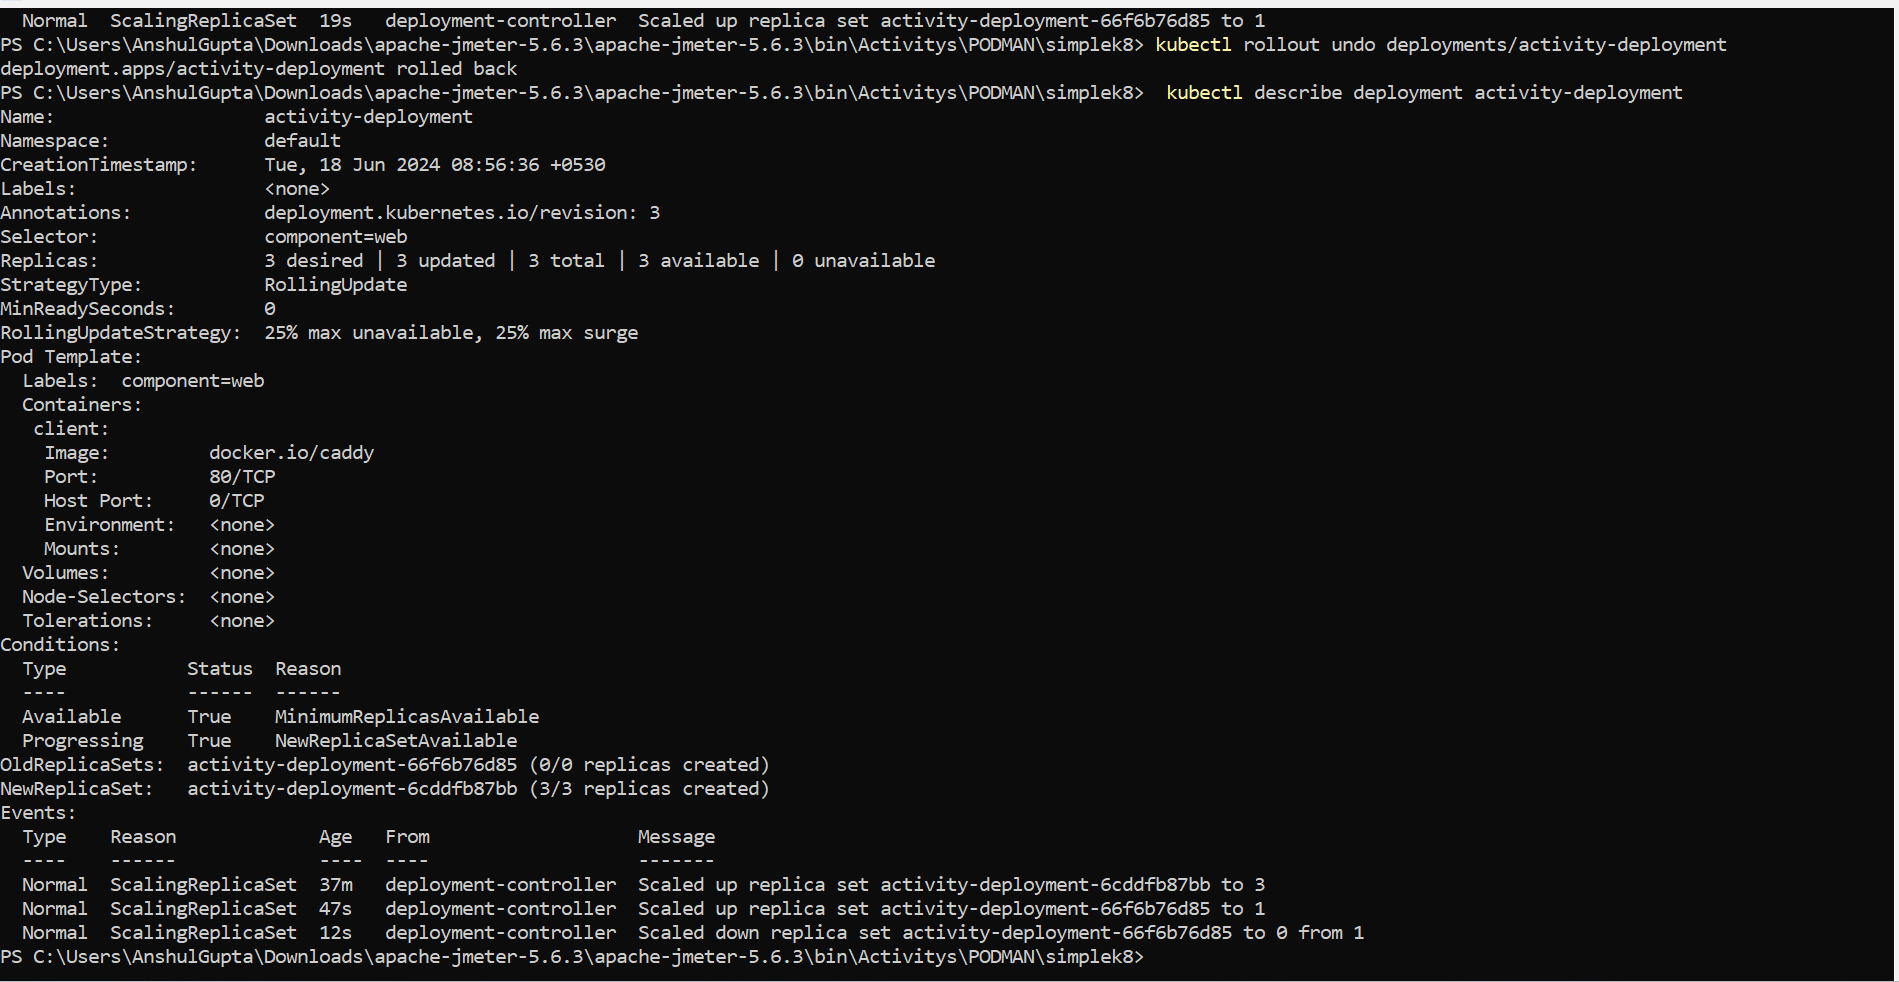 Normal  ScalingReplicaSet  19s   deployment-controller  Scaled up replica set activity-deployment-66f6b76d85 to 1
PS C:\Users\AnshulGupta\Downloads\apache-jmeter-5.6.3\apache-jmeter-5.6.3\bin\Activitys\PODMAN\simplek8> kubectl rollout undo deployments/activity-deployment
deployment.apps/activity-deployment rolled back
PS C:\Users\AnshulGupta\Downloads\apache-jmeter-5.6.3\apache-jmeter-5.6.3\bin\Activitys\PODMAN\simplek8>  kubectl describe deployment activity-deployment
Name:                   activity-deployment
Namespace:              default
CreationTimestamp:      Tue, 18 Jun 2024 08:56:36 +0530
Labels:                 <none>
Annotations:            deployment.kubernetes.io/revision: 3
Selector:               component=web
Replicas:               3 desired | 3 updated | 3 total | 3 available | 0 unavailable
StrategyType:           RollingUpdate
MinReadySeconds:        0
RollingUpdateStrategy:  25% max unavailable, 25% max surge
Pod Template:
  Labels:  component=web
  Containers:
   client:
    Image:         docker.io/caddy
    Port:          80/TCP
    Host Port:     0/TCP
    Environment:   <none>
    Mounts:        <none>
  Volumes:         <none>
  Node-Selectors:  <none>
  Tolerations:     <none>
Conditions:
  Type           Status  Reason
  ----           ------  ------
  Available      True    MinimumReplicasAvailable
  Progressing    True    NewReplicaSetAvailable
OldReplicaSets:  activity-deployment-66f6b76d85 (0/0 replicas created)
NewReplicaSet:   activity-deployment-6cddfb87bb (3/3 replicas created)
Events:
  Type    Reason             Age   From                   Message
  ----    ------             ----  ----                   -------
  Normal  ScalingReplicaSet  37m   deployment-controller  Scaled up replica set activity-deployment-6cddfb87bb to 3
  Normal  ScalingReplicaSet  47s   deployment-controller  Scaled up replica set activity-deployment-66f6b76d85 to 1
  Normal  ScalingReplicaSet  12s   deployment-controller  Scaled down replica set activity-deployment-66f6b76d85 to 0 from 1
PS C:\Users\AnshulGupta\Downloads\apache-jmeter-5.6.3\apache-jmeter-5.6.3\bin\Activitys\PODMAN\simplek8>